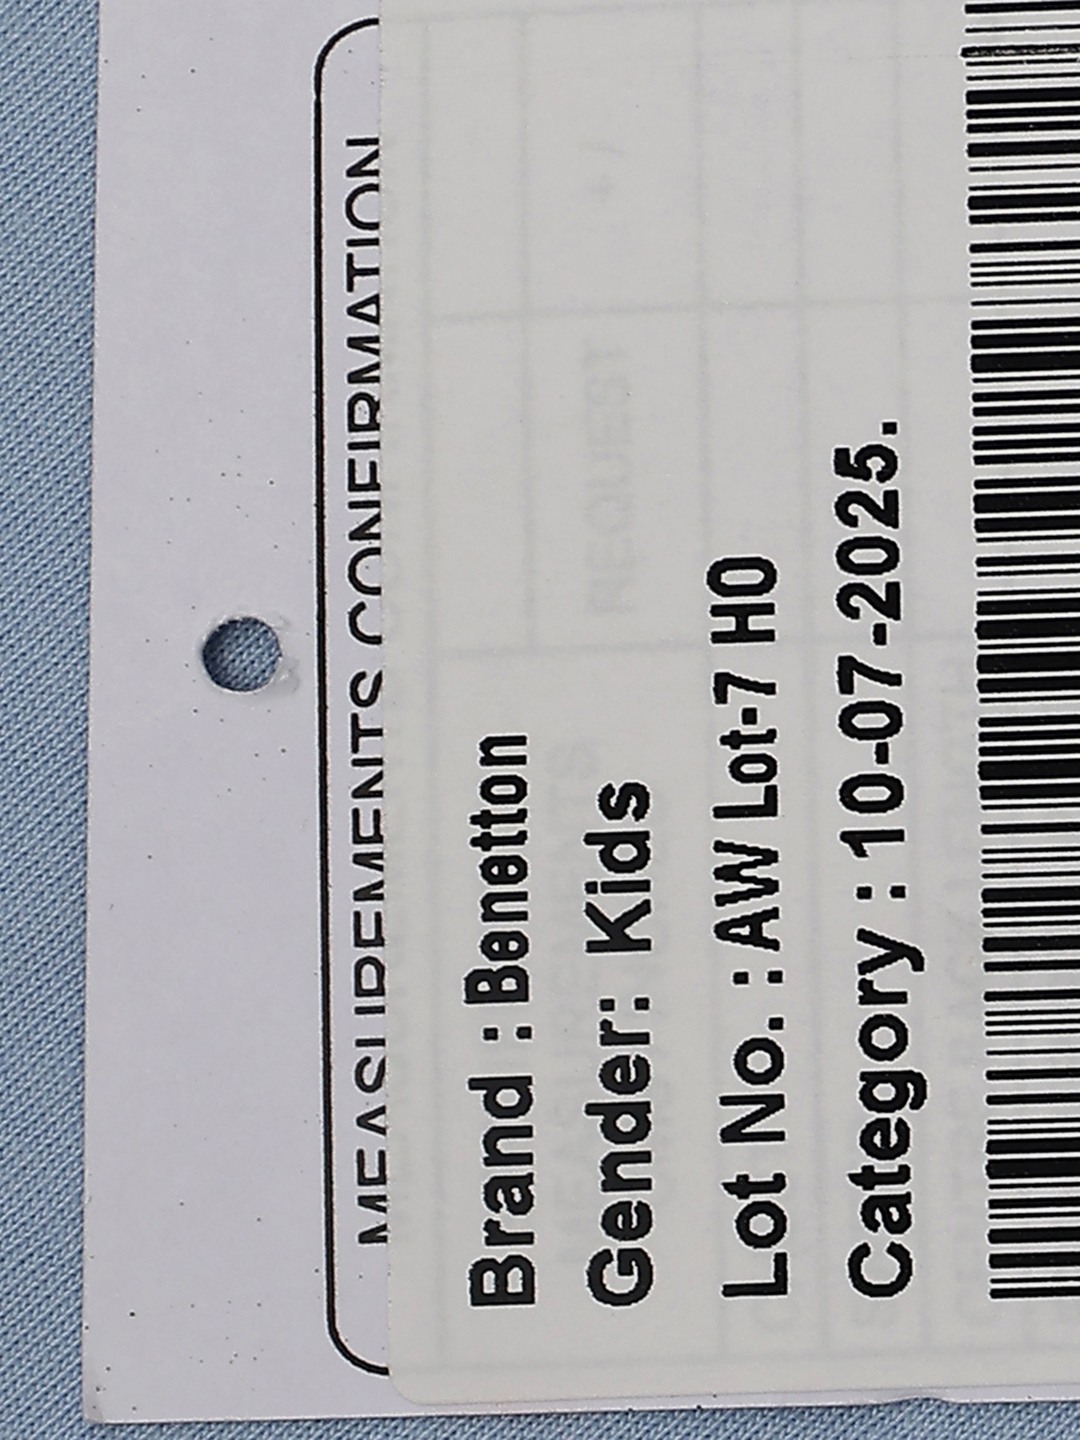 MEASUREMENTS CONFIRMATION
Brand : Benetton
Gender: Kids
Lot No. : AW Lot-7 H0
Category : 10-07-2025.